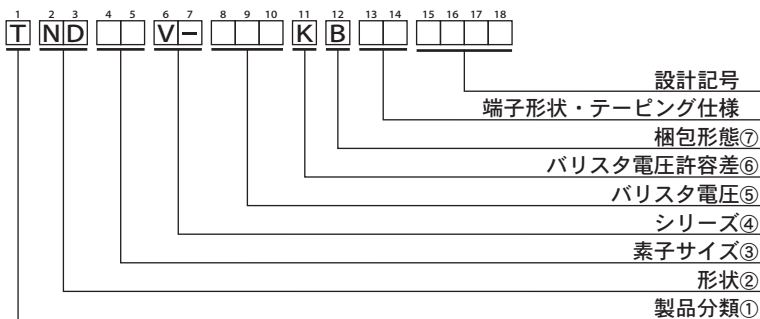 1 2 3 4 5 6 7 8 9 10 11 12 13 14 15 16 17 18
T ND V- K B
設計記号
端子形状・テーピング仕様
梱包形態⑦
バリスタ電圧許容差⑥
バリスタ電圧⑤
シリーズ④
素子サイズ③
形状②
製品分類①